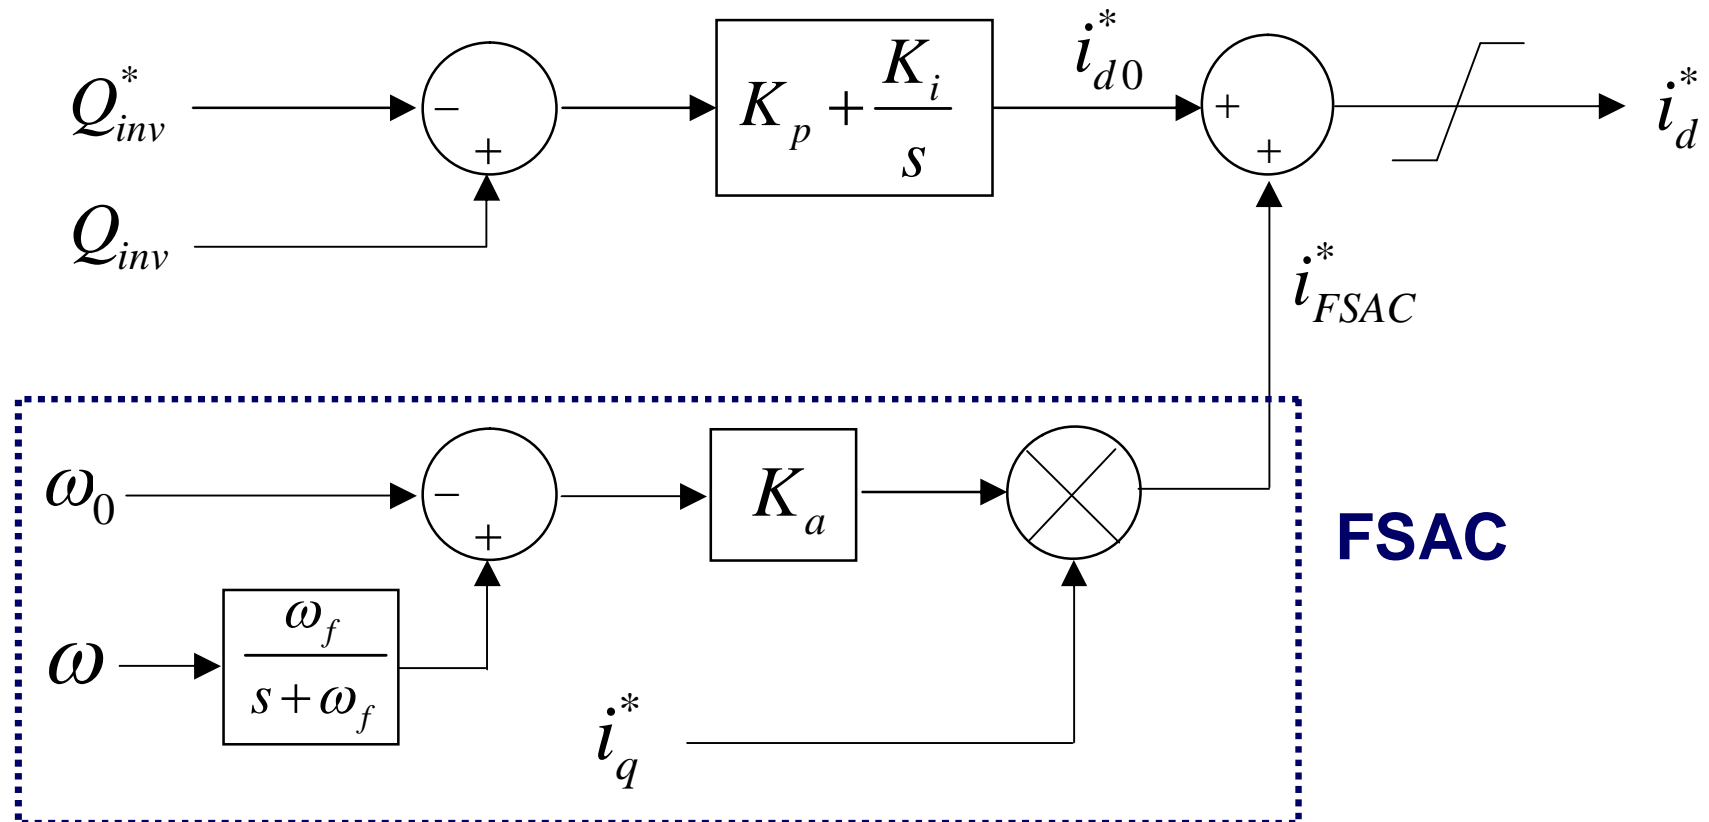 Q*inv − + Kp + Ki/s i*d0 + + i*d
Qinv
i*FSAC
ω0 − + Ka FSAC
ω ωf/(s+ωf)
i*q